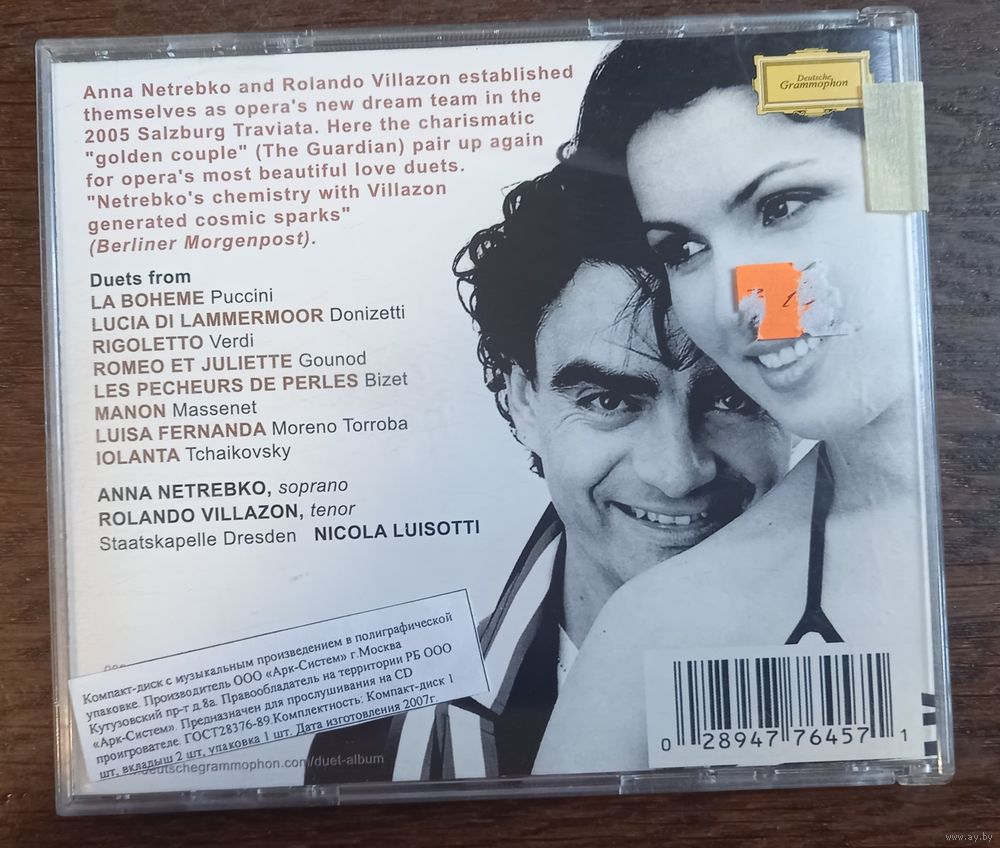 Anna Netrebko and Rolando Villazon established
themselves as opera's new dream team in the
2005 Salzburg Traviata. Here the charismatic
"golden couple" (The Guardian) pair up again
for opera's most beautiful love duets.
"Netrebko's chemistry with Villazon
generated cosmic sparks"
(Berliner Morgenpost).
Deutsche
Grammophon
Duets from
LA BOHEME Puccini
LUCIA DI LAMMERMOOR Donizetti
RIGOLETTO Verdi
ROMEO ET JULIETTE Gounod
LES PECHEURS DE PERLES Bizet
MANON Massenet
LUISA FERNANDA Moreno Torroba
IOLANTA Tchaikovsky
ANNA NETREBKO, soprano
ROLANDO VILLAZON, tenor
Staatskapelle Dresden NICOLA LUISOTTI
Компакт-диск с музыкальным произведением в полиграфической
упаковке. Производитель ООО «Арк-Систем» г.Москва
Кутузовский пр-т д.8а. Правообладатель на территории РБ ООО
«Арк-Систем». Предназначен для прослушивания на CD
проигрователе. ГОСТ28376-89.Комплектность: Компакт-диск 1
шт, вкладыш 2 шт, упаковка 1 шт. Дата изготовления 2007г.
deutschegrammophon.com/duet-album
0 28947 76457 1
www.ay.by